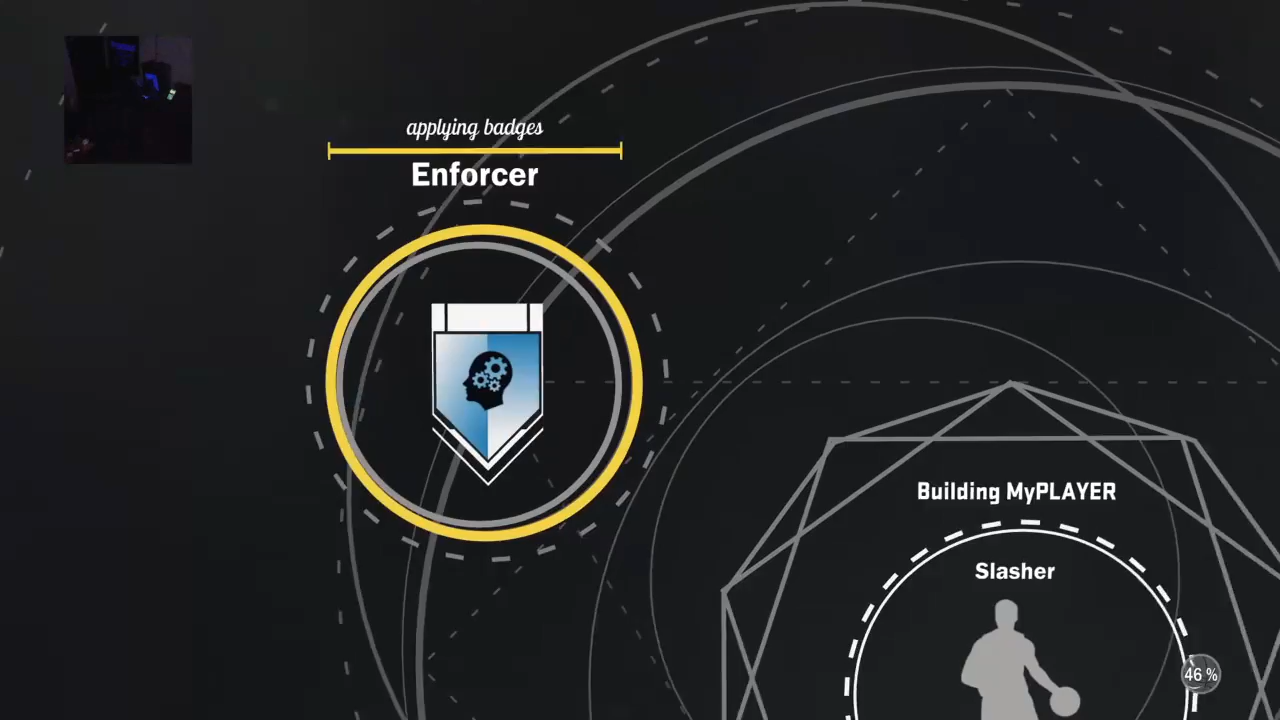 applying badges
Enforcer
Building MyPLAYER
Slasher
46 %